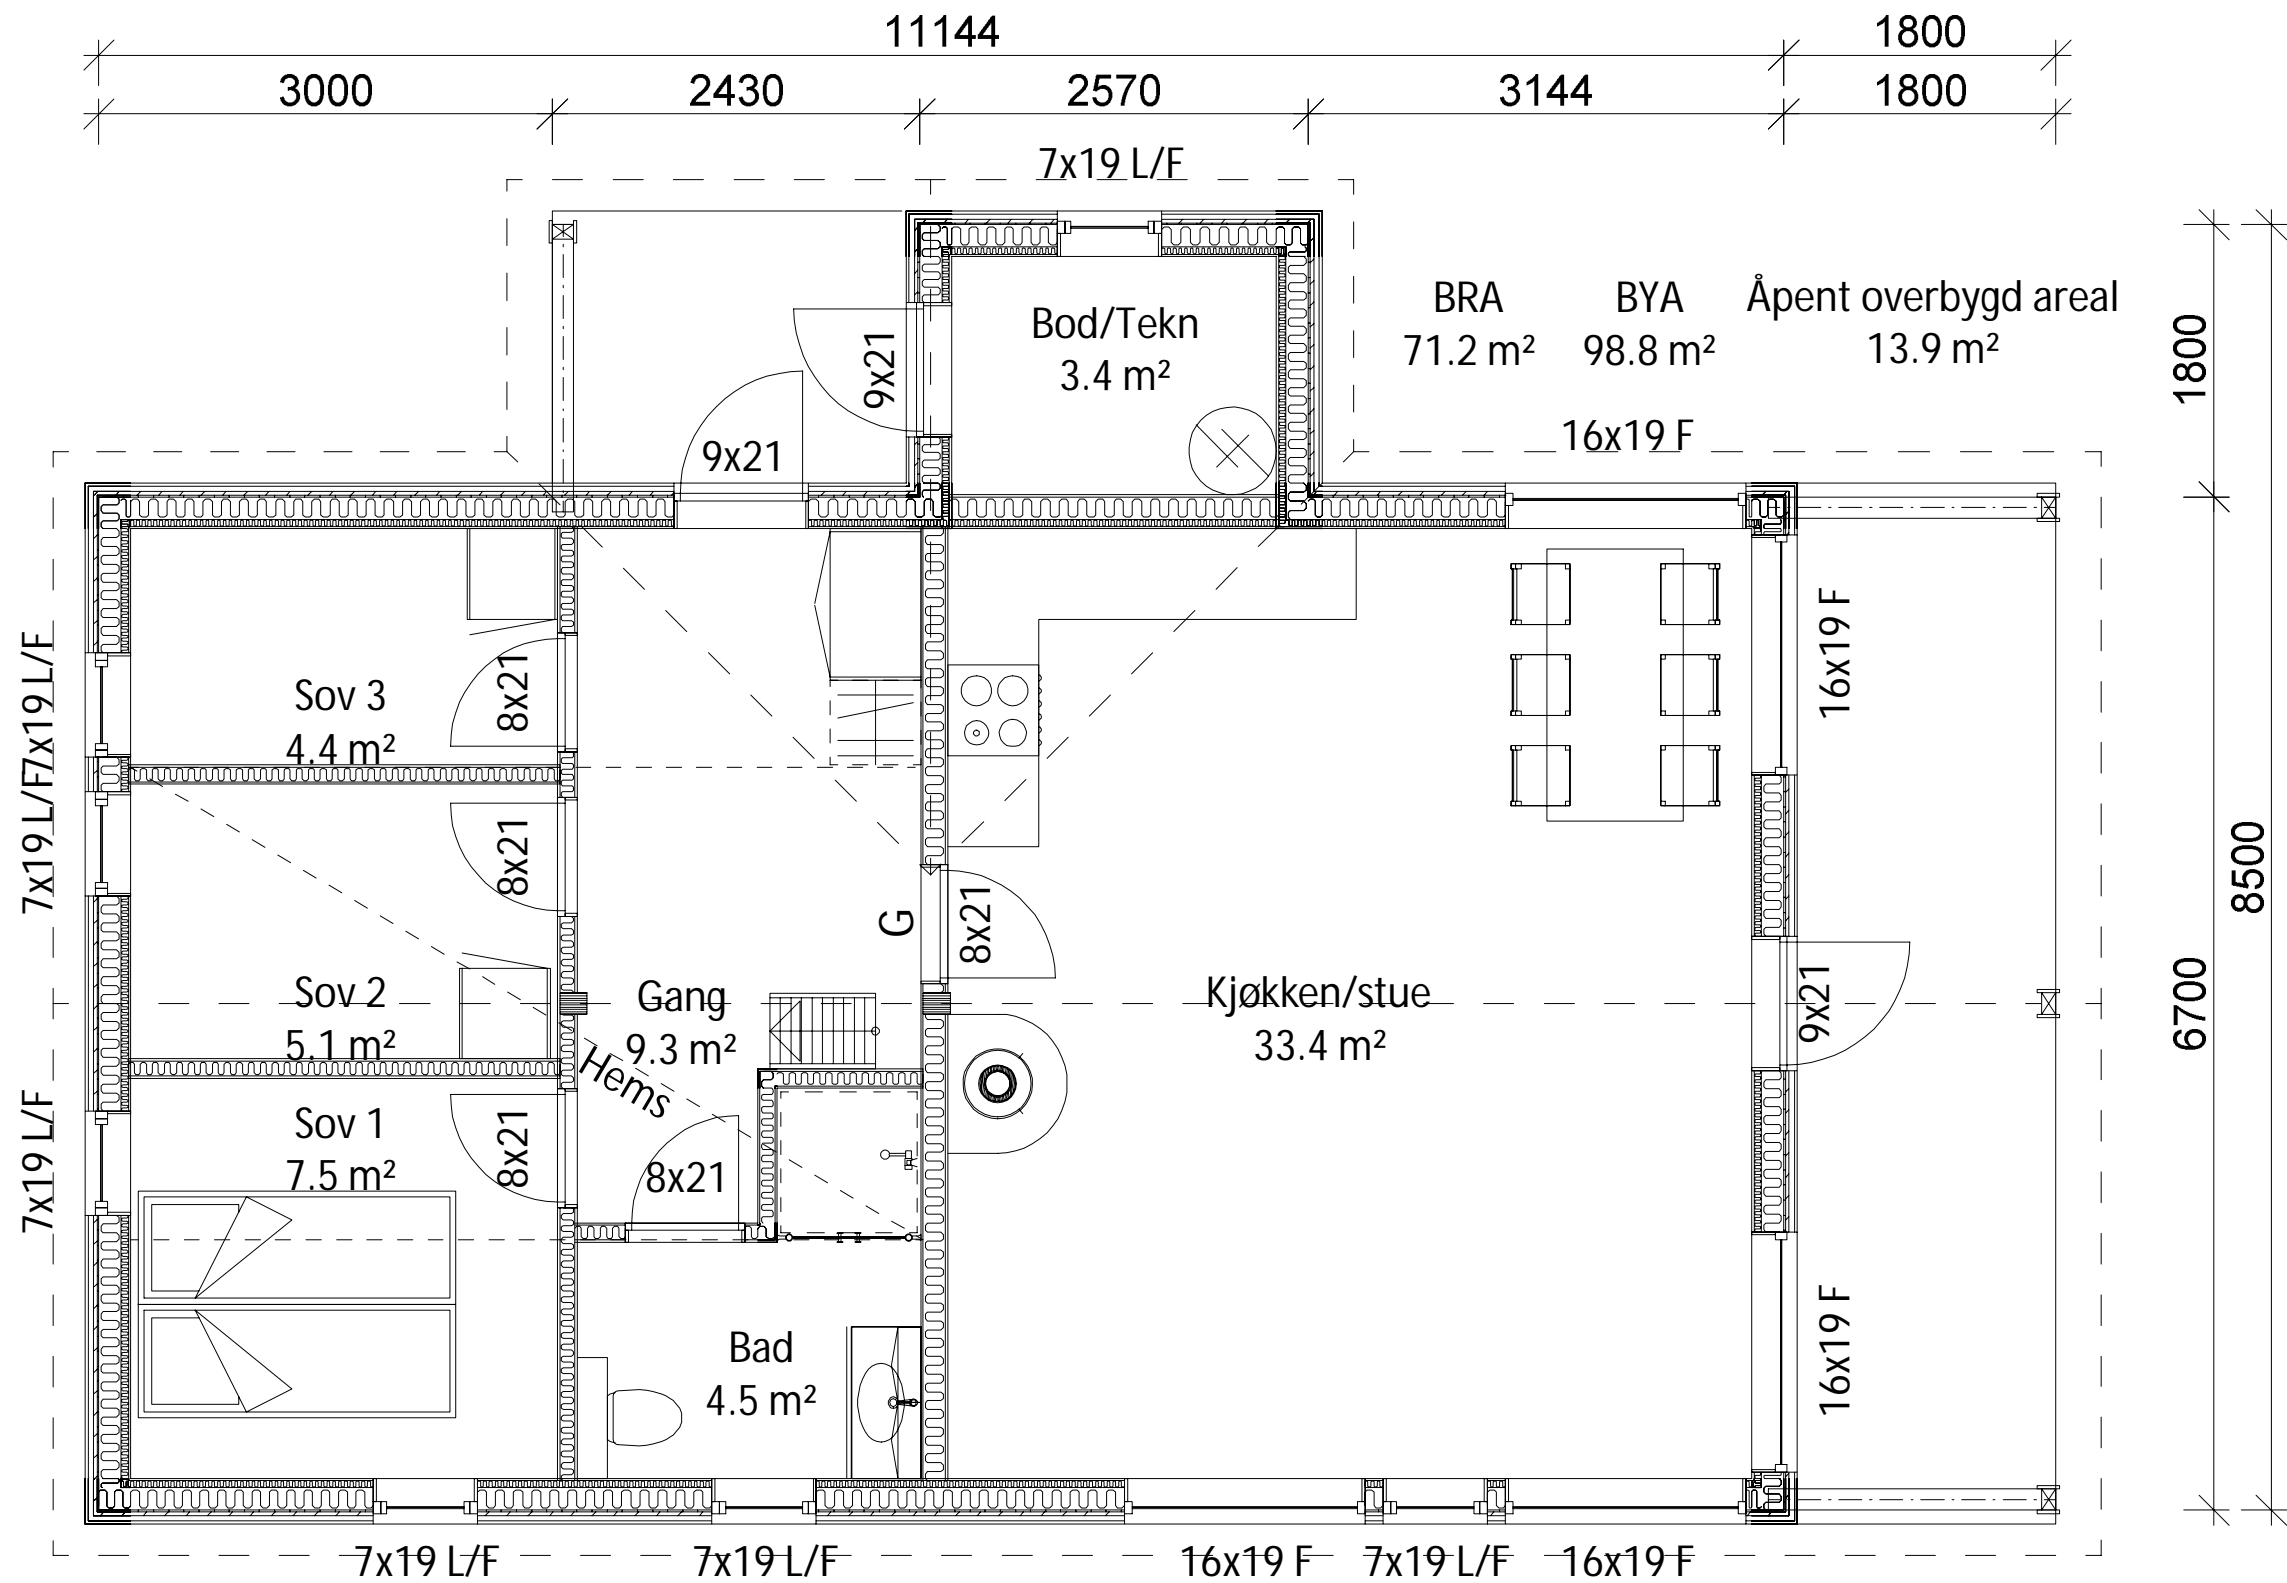 11144 1800
3000 2430 2570 3144 1800
7x19 L/F
BRA BYA Åpent overbygd areal
71.2 m² 98.8 m² 13.9 m²
Bod/Tekn
3.4 m²
9x21
1800
16x19 F
9x21
8500
6700
7x19 L/F
Sov 3
4.4 m²
8x21
16x19 F
7x19 L/F
8x21
G
8x21
Sov 2
5.1 m²
Gang
9.3 m²
Kjøkken/stue
33.4 m²
9x21
Hems
7x19 L/F
Sov 1
7.5 m²
8x21
8x21
16x19 F
Bad
4.5 m²
7x19 L/F 7x19 L/F 16x19 F 7x19 L/F 16x19 F